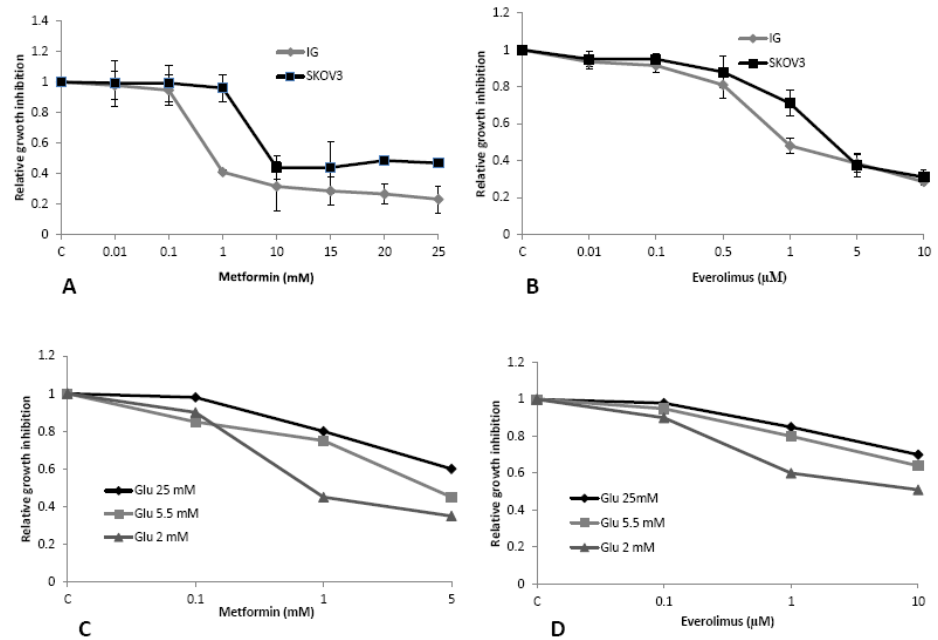 1.4
1.2
1
0.8
0.6
0.4
0.2
0
Relative grwoth inhibition
IG
SKOV3
C 0.01 0.1 1 10 15 20 25
Metformin (mM)
A
1.2
1
0.8
0.6
0.4
0.2
0
Relative growth inhibition
IG
SKOV3
C 0.01 0.1 0.5 1 5 10
Everolimus (μM)
B
1.2
1
0.8
0.6
0.4
0.2
0
Relative growth inhibition
Glu 25 mM
Glu 5.5 mM
Glu 2 mM
C 0.1 1 5
Metformin (mM)
C
1.2
1
0.8
0.6
0.4
0.2
0
Relative growth inhibition
Glu 25mM
Glu 5.5 mM
Glu 2 mM
C 0.1 1 10
Everolimus (μM)
D